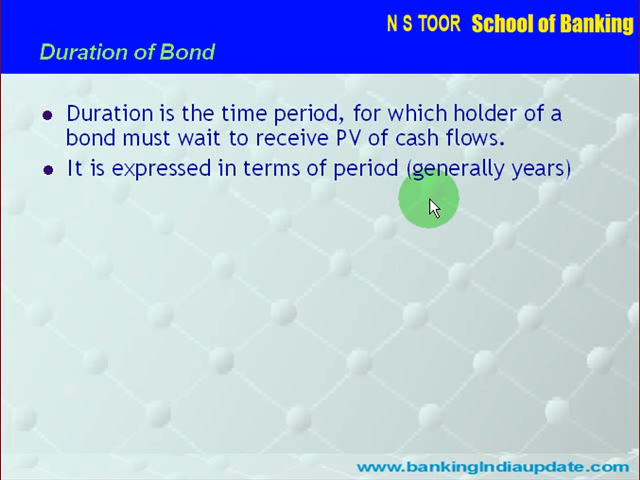 N S TOOR School of Banking
Duration of Bond
Duration is the time period, for which holder of a
bond must wait to receive PV of cash flows.
It is expressed in terms of period (generally years)
www.bankingIndiaupdate.com